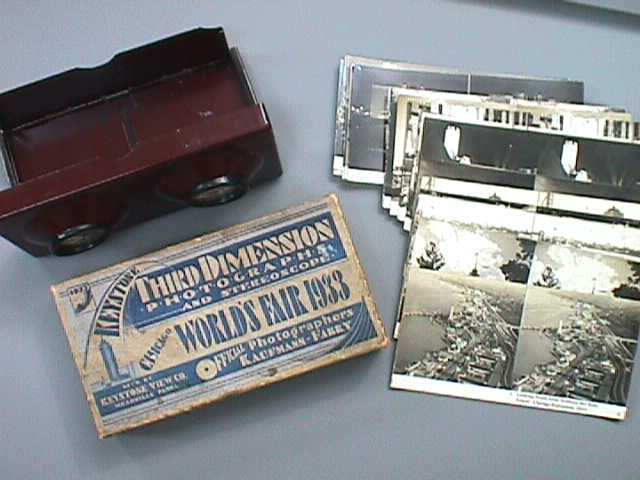 KEYSTONE
THIRD DIMENSION
PHOTOGRAPHS
AND STEREOSCOPE
Chicago WORLD'S FAIR 1933
OFFICIAL Photographers
KAUFMANN-FABRY
KEYSTONE VIEW CO.
MEADVILLE PENNA.